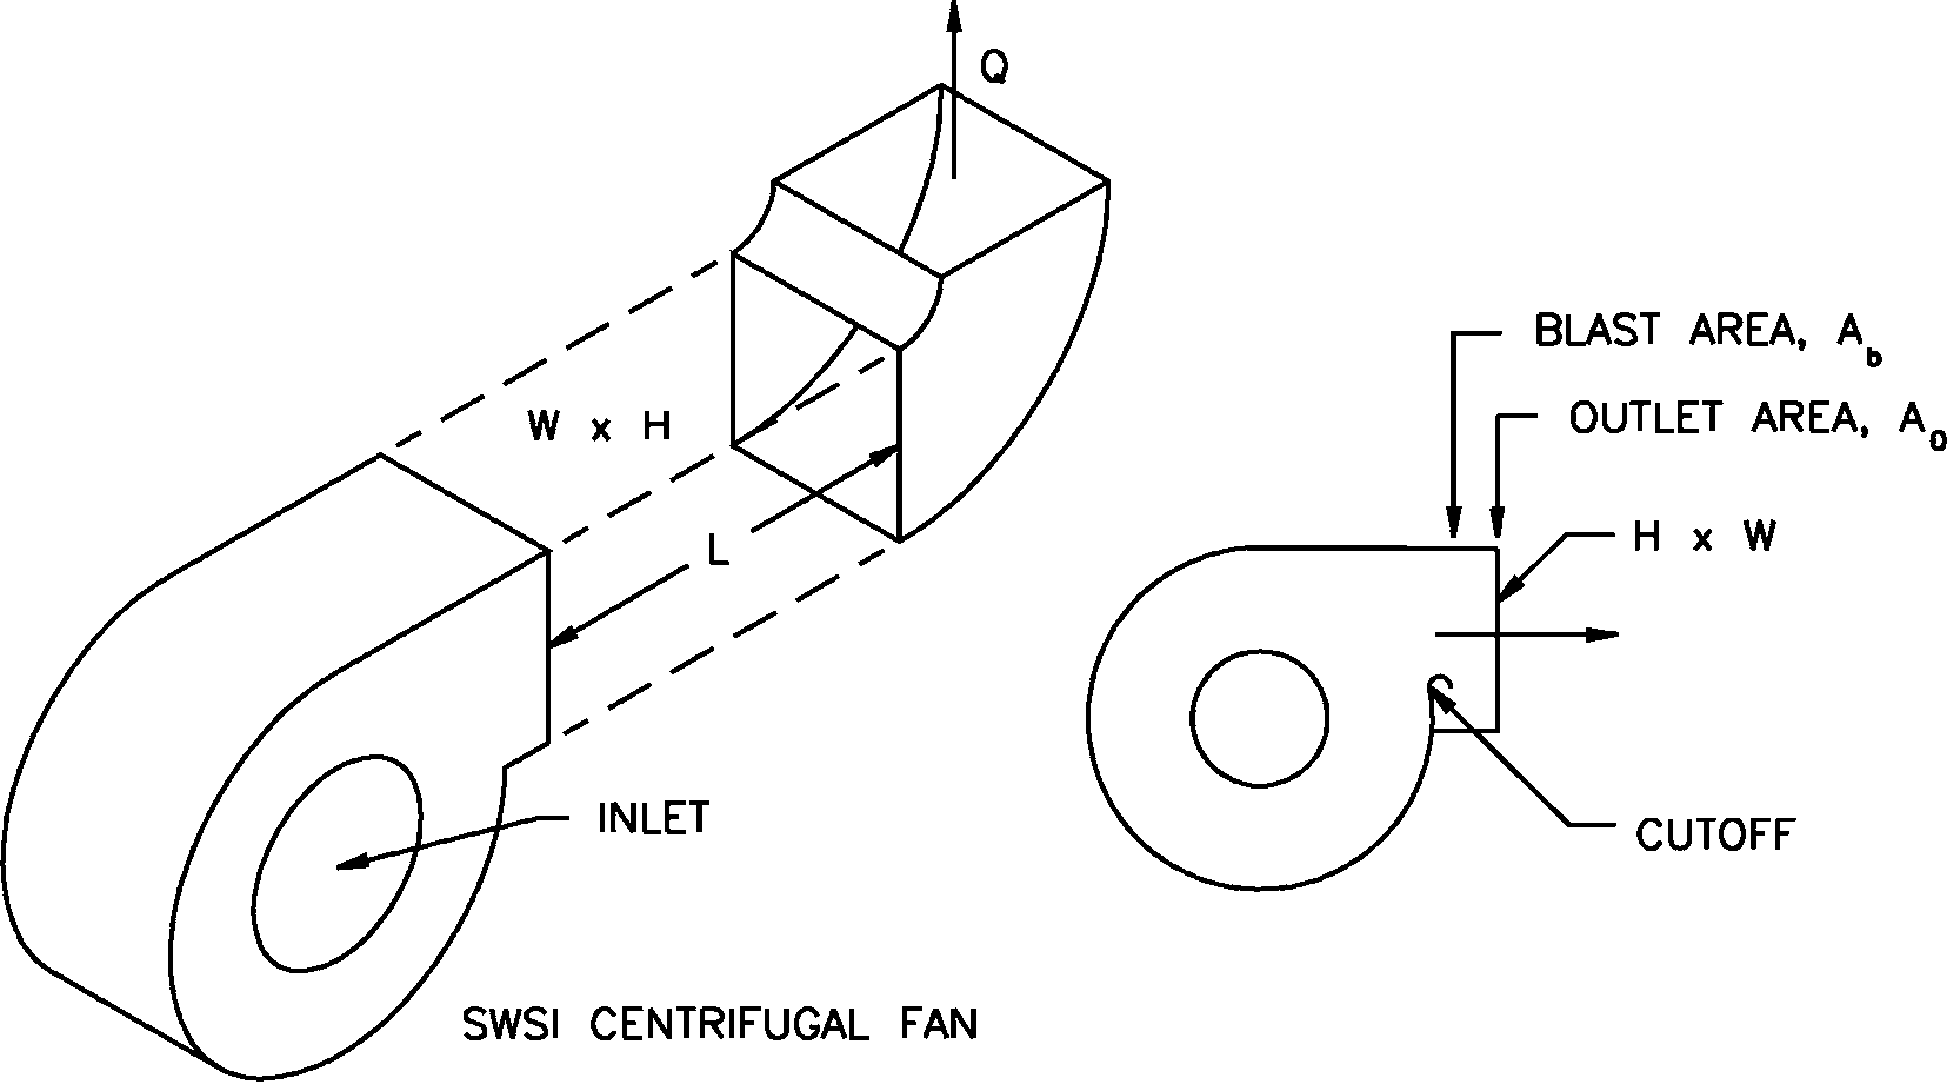 Q
BLAST AREA, Ab
OUTLET AREA, Ao
W x H
H x W
L
INLET
CUTOFF
SWSI CENTRIFUGAL FAN